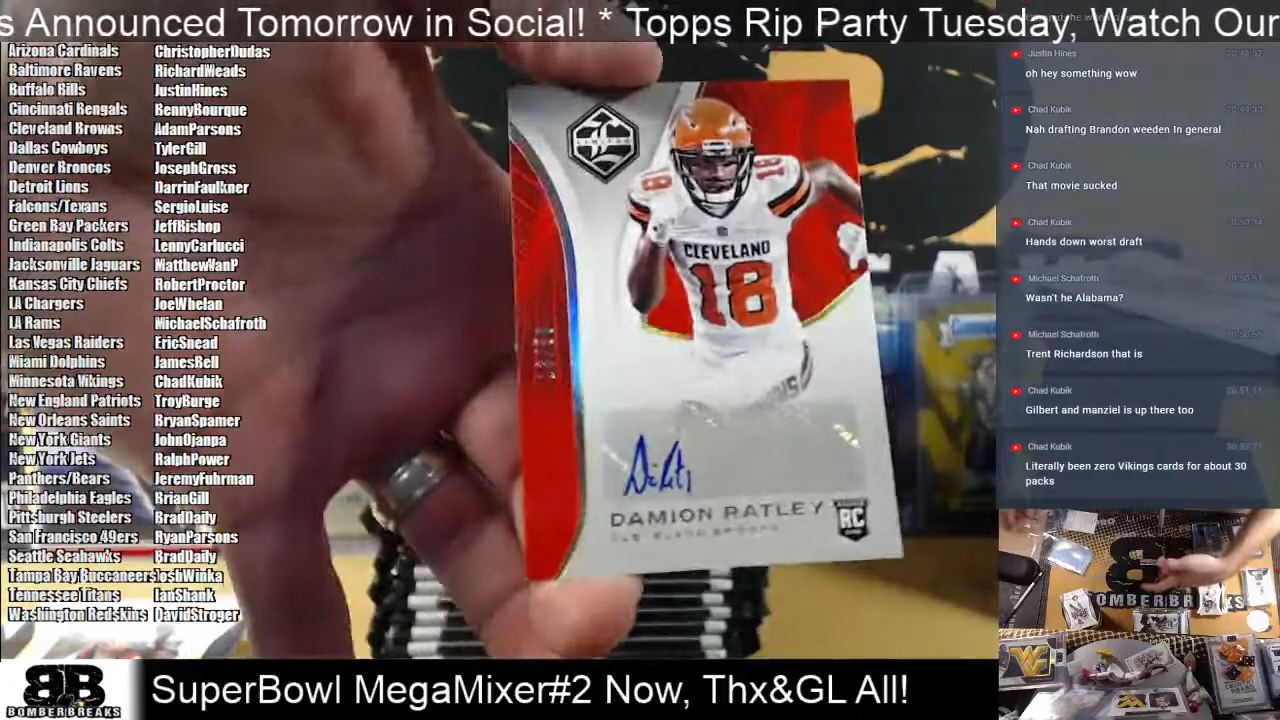 s Announced Tomorrow in Social! * Topps Rip Party Tuesday, Watch Our
Arizona Cardinals ChristopherDudas
Baltimore Ravens RichardMeads
Buffalo Bills JustinHines
Cincinnati Bengals RennyBourque
Cleveland Browns AdamParsons
Dallas Cowboys TylerGill
Denver Broncos JosephGross
Detroit Lions DarrinFaulkner
Falcons/Texans SergioLuise
Green Bay Packers JeffBishop
Indianapolis Colts LennyCarlucci
Jacksonville Jaguars MatthewVanP
Kansas City Chiefs RobertProctor
LA Chargers JoeWhelan
LA Rams MichaelSchafroth
Las Vegas Raiders EricSnead
Miami Dolphins JamesBell
Minnesota Vikings ChadKubik
New England Patriots TroyBurge
New Orleans Saints BryanSpamer
New York Giants JohnOjanpa
New York Jets RalphPower
Panthers/Bears JeremyFuhrman
Philadelphia Eagles BrianGill
Pittsburgh Steelers BradDaily
San Francisco 49ers RyanParsons
Seattle Seahawks BradDaily
Tampa Bay Buccaneers JoshWinka
Tennessee Titans IanShank
Washington Redskins DavidStroger
LIMITED
18
18
CLEVELAND
18
DAMION RATLEY
RC
CLEVELAND BROWNS
Justin Hines
oh hey something wow
Chad Kubik
Nah drafting Brandon weeden In general
Chad Kubik
That movie sucked
Chad Kubik
Hands down worst draft
Michael Schafroth
Wasn't he Alabama?
Michael Schafroth
Trent Richardson that is
Chad Kubik
Gilbert and manziel is up there too
Chad Kubik
Literally been zero Vikings cards for about 30
packs
BOMBERBREAKS
BOMBERBREAKS
SuperBowl MegaMixer#2 Now, Thx&GL All!